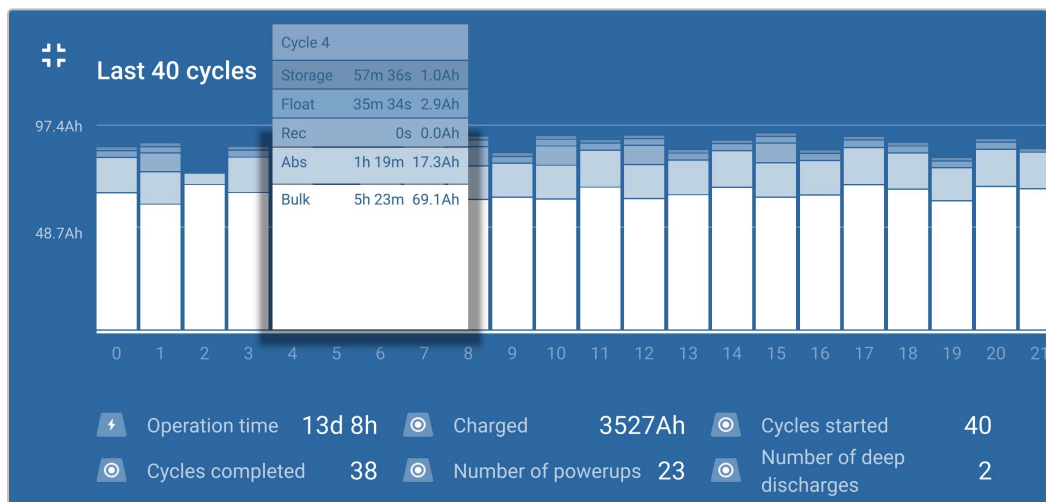 Last 40 cycles
Cycle 4
Storage 57m 36s 1.0Ah
Float 35m 34s 2.9Ah
Rec 0s 0.0Ah
Abs 1h 19m 17.3Ah
Bulk 5h 23m 69.1Ah
97.4Ah
48.7Ah
0 1 2 3 4 5 6 7 8 9 10 11 12 13 14 15 16 17 18 19 20 21
Operation time 13d 8h
Charged 3527Ah
Cycles started 40
Cycles completed 38
Number of powerups 23
Number of deep
discharges 2